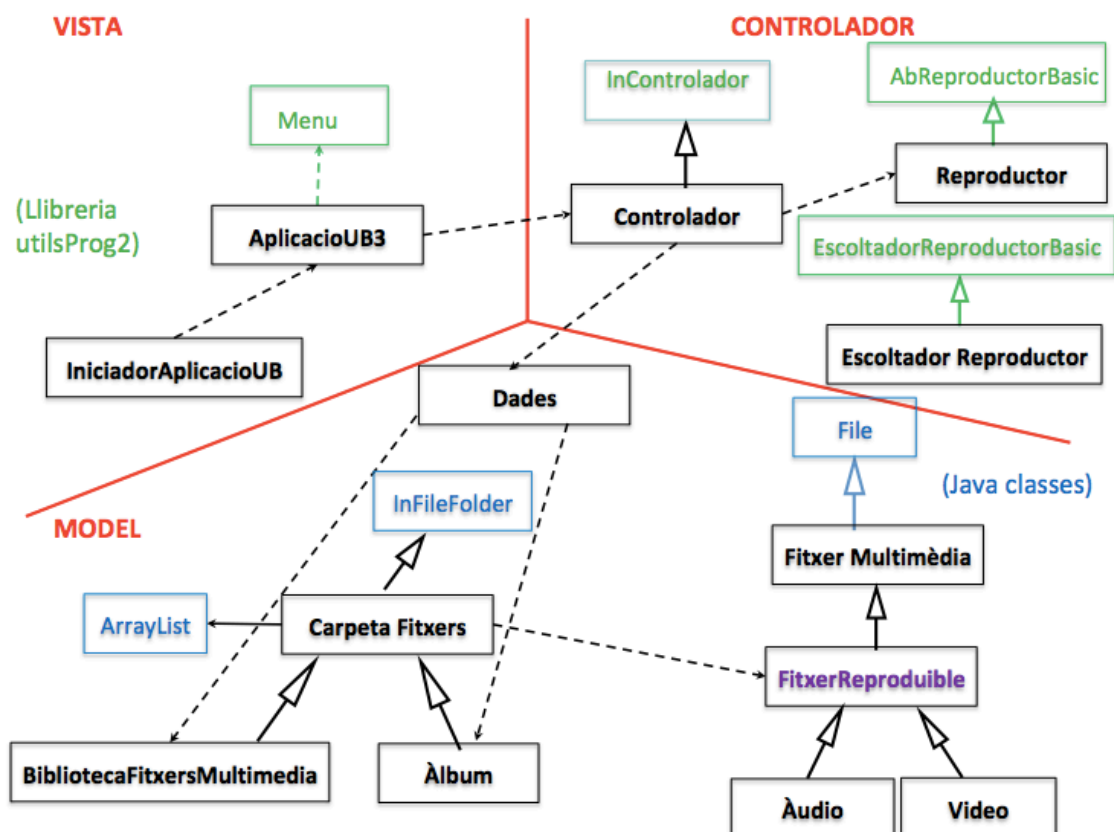 VISTA
CONTROLADOR
InControlador
AbReproductorBasic
Menu
Reproductor
(Llibreria
utilsProg2)
AplicacioUB3
Controlador
EscoltadorReproductorBasic
IniciadorAplicacioUB
Escoltador Reproductor
Dades
File
InFileFolder
(Java classes)
MODEL
Fitxer Multimèdia
ArrayList
Carpeta Fitxers
FitxerReproduible
BibliotecaFitxersMultimedia
Àlbum
Àudio
Video